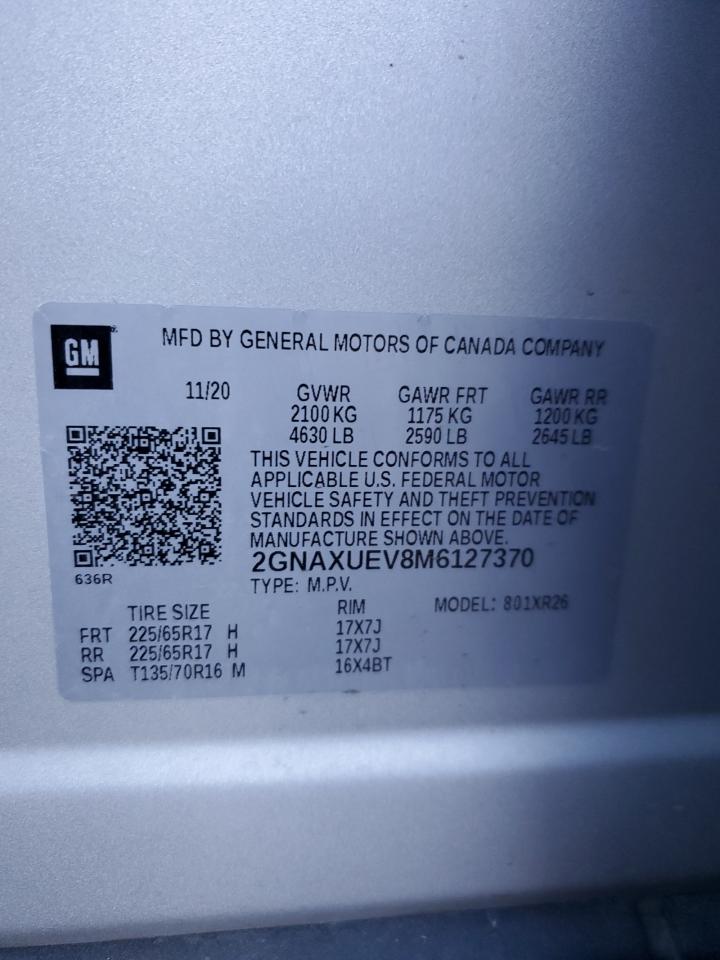 GM
MFD BY GENERAL MOTORS OF CANADA COMPANY
11/20 GVWR GAWR FRT GAWR RR
2100 KG 1175 KG 1200 KG
4630 LB 2590 LB 2645 LB
THIS VEHICLE CONFORMS TO ALL
APPLICABLE U.S. FEDERAL MOTOR
VEHICLE SAFETY AND THEFT PREVENTION
STANDARDS IN EFFECT ON THE DATE OF
MANUFACTURE SHOWN ABOVE.
2GNAXUEV8M6127370
636R
TYPE: M.P.V.
TIRE SIZE RIM MODEL: 801XR26
FRT 225/65R17 H 17X7J
RR 225/65R17 H 17X7J
SPA T135/70R16 M 16X4BT